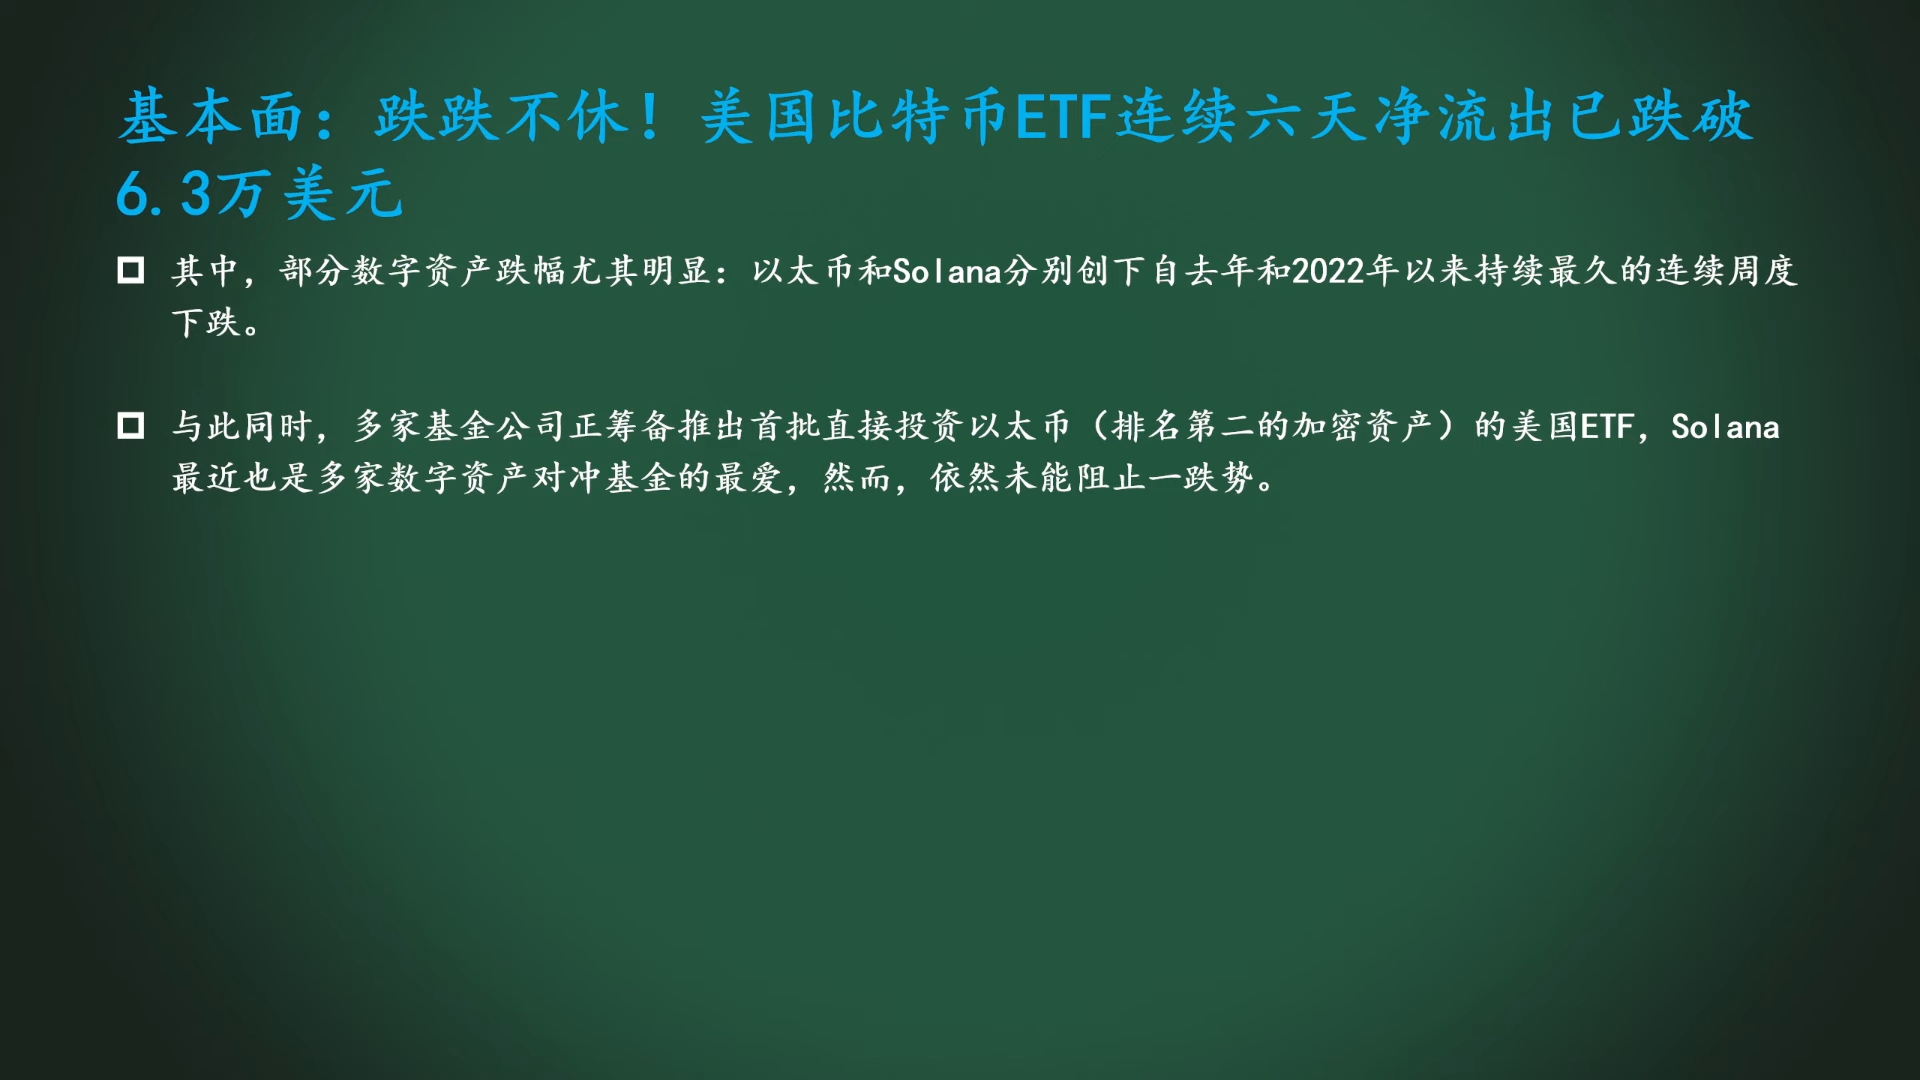 基本面：跌跌不休！美国比特币ETF连续六天净流出已跌破
6.3万美元
其中，部分数字资产跌幅尤其明显：以太币和Solana分别创下自去年和2022年以来持续最久的连续周度
下跌。
与此同时，多家基金公司正筹备推出首批直接投资以太币（排名第二的加密资产）的美国ETF，Solana
最近也是多家数字资产对冲基金的最爱，然而，依然未能阻止一跌势。